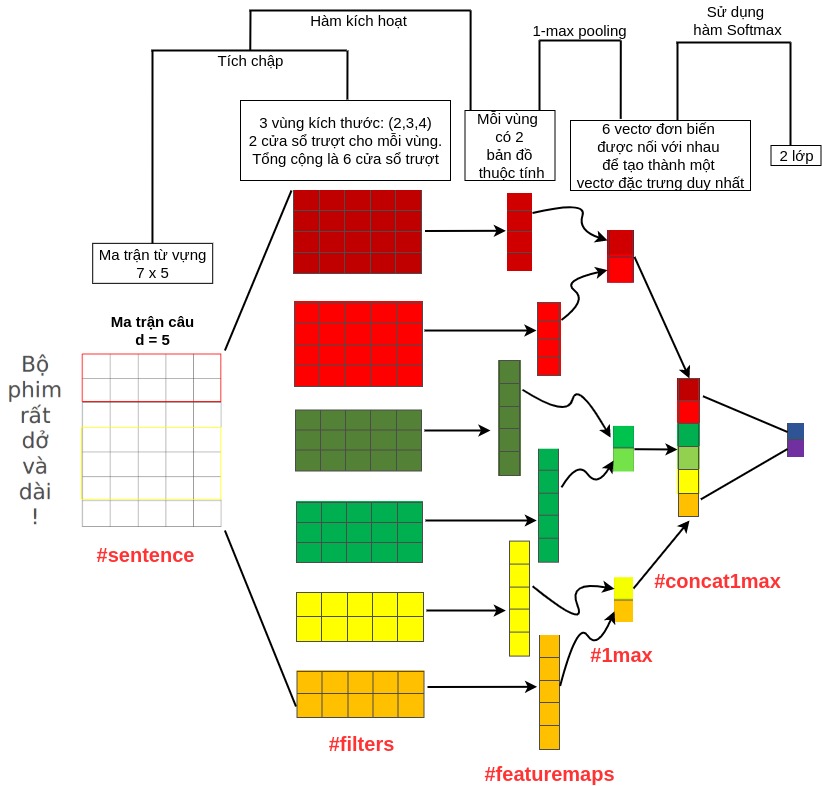 Hàm kích hoạt
Tích chập
1-max pooling
Sử dụng
hàm Softmax
3 vùng kích thước: (2,3,4)
2 cửa sổ trượt cho mỗi vùng.
Tổng cộng là 6 cửa sổ trượt
Mỗi vùng
có 2
bản đồ
thuộc tính
6 vectơ đơn biến
được nối với nhau
để tạo thành một
vectơ đặc trưng duy nhất
2 lớp
Ma trận từ vựng
7 x 5
Ma trận câu
d = 5
Bộ
phim
rất
dở
và
dài
!
#sentence
#filters
#featuremaps
#1max
#concat1max